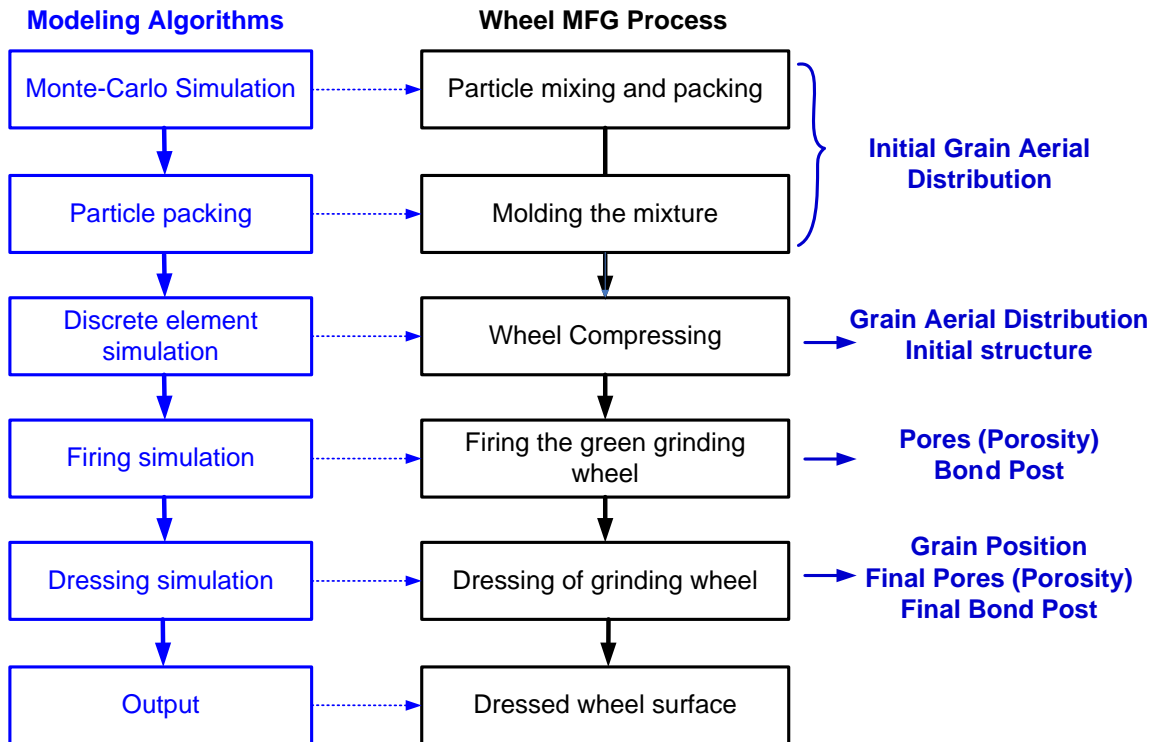 Modeling Algorithms
Wheel MFG Process
Monte-Carlo Simulation
Particle mixing and packing
Initial Grain Aerial
Distribution
Particle packing
Molding the mixture
Discrete element
simulation
Wheel Compressing
Grain Aerial Distribution
Initial structure
Firing simulation
Firing the green grinding
wheel
Pores (Porosity)
Bond Post
Dressing simulation
Dressing of grinding wheel
Grain Position
Final Pores (Porosity)
Final Bond Post
Output
Dressed wheel surface